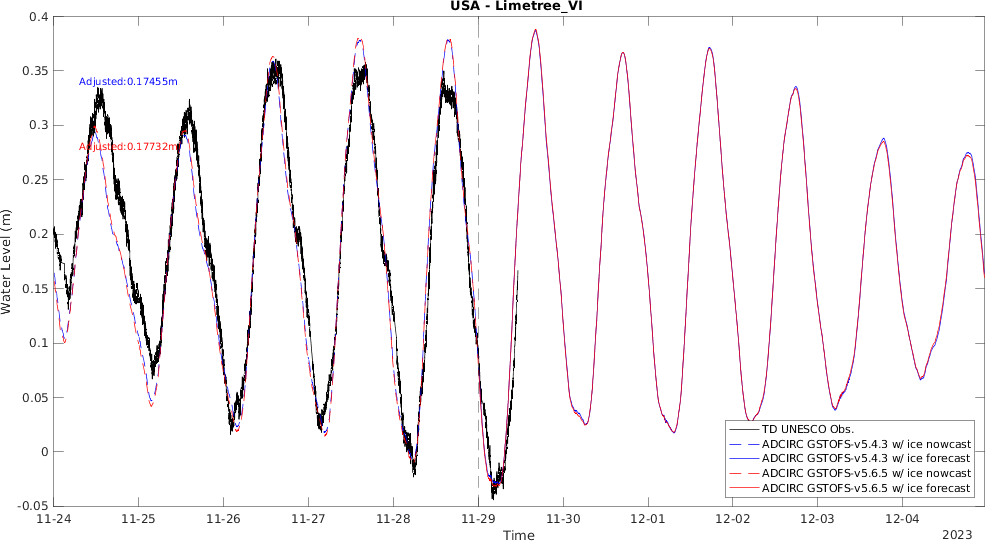 USA - Limetree_VI
0.4
0.35
0.3
0.25
0.2
0.15
0.1
0.05
0
-0.05
Water Level (m)
Adjusted:0.17455m
Adjusted:0.17732m
TD UNESCO Obs.
ADCIRC GSTOFS-v5.4.3 w/ ice nowcast
ADCIRC GSTOFS-v5.4.3 w/ ice forecast
ADCIRC GSTOFS-v5.6.5 w/ ice nowcast
ADCIRC GSTOFS-v5.6.5 w/ ice forecast
11-24 11-25 11-26 11-27 11-28 11-29 11-30 12-01 12-02 12-03 12-04
Time
2023